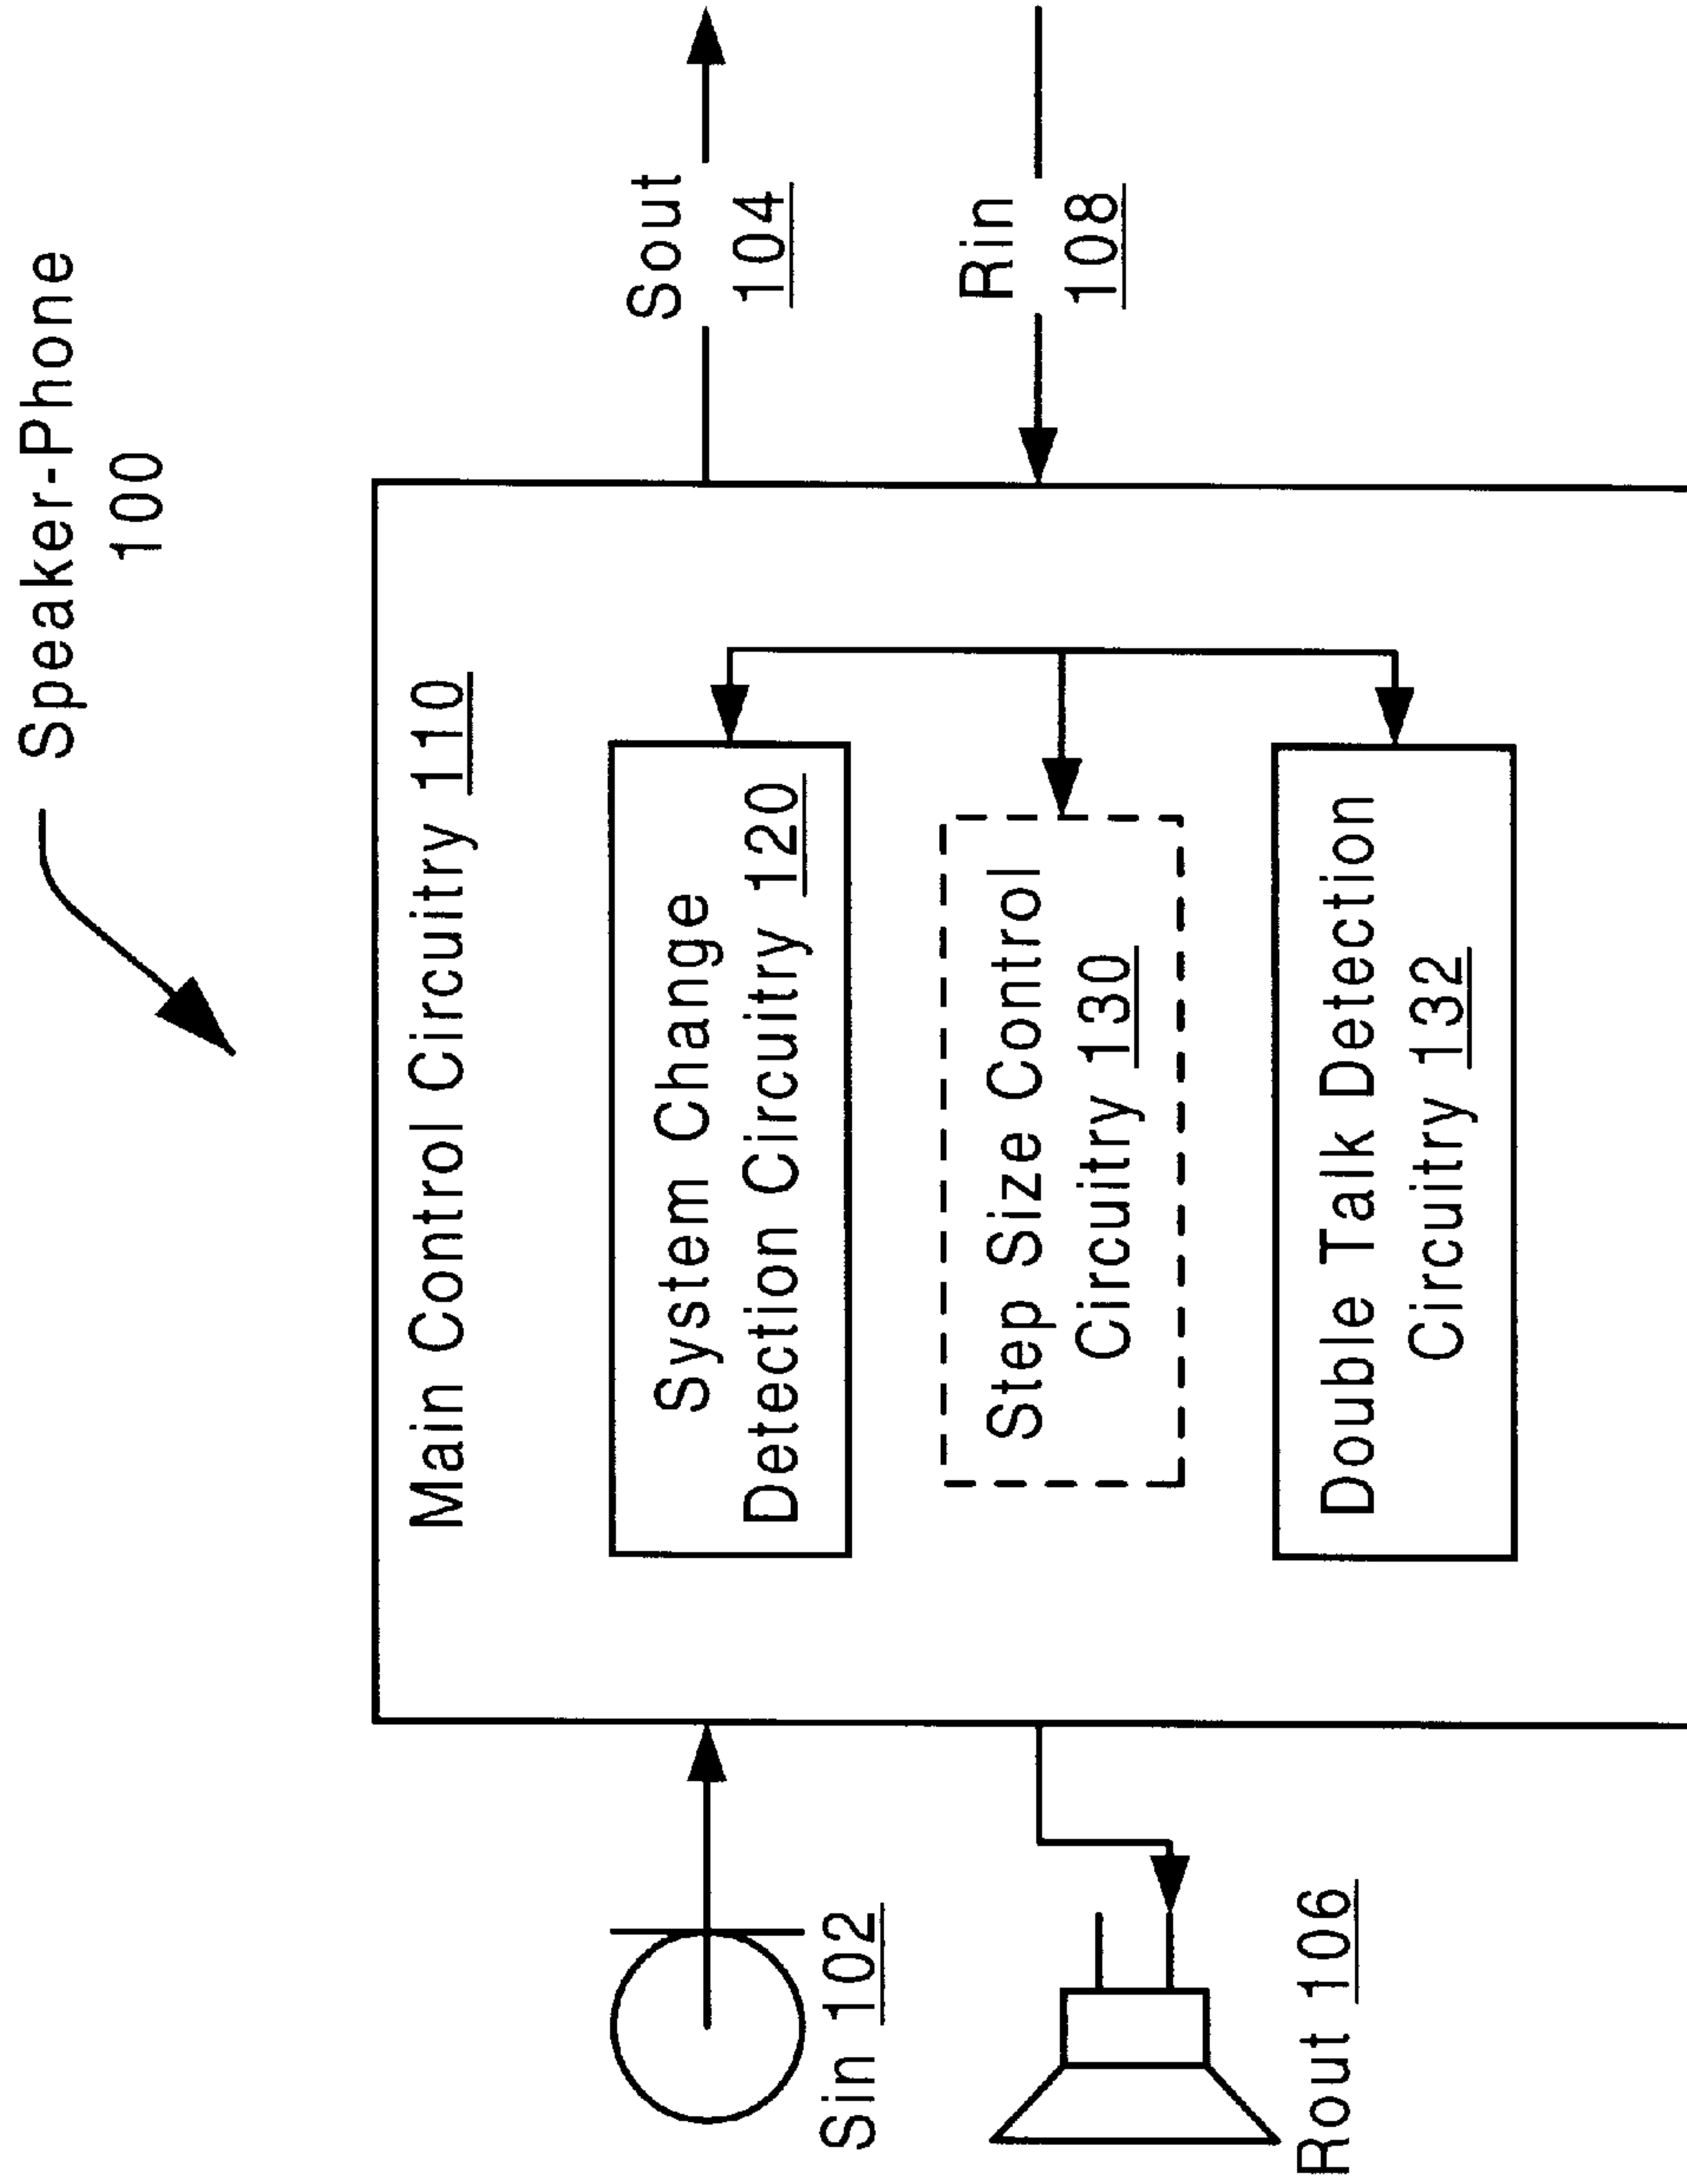 Speaker-Phone
100
Main Control Circuitry 110
System Change
Detection Circuitry 120
Step Size Control
Circuitry 130
Double Talk Detection
Circuitry 132
Sin 102
Rout 106
Sout
104
Rin
108